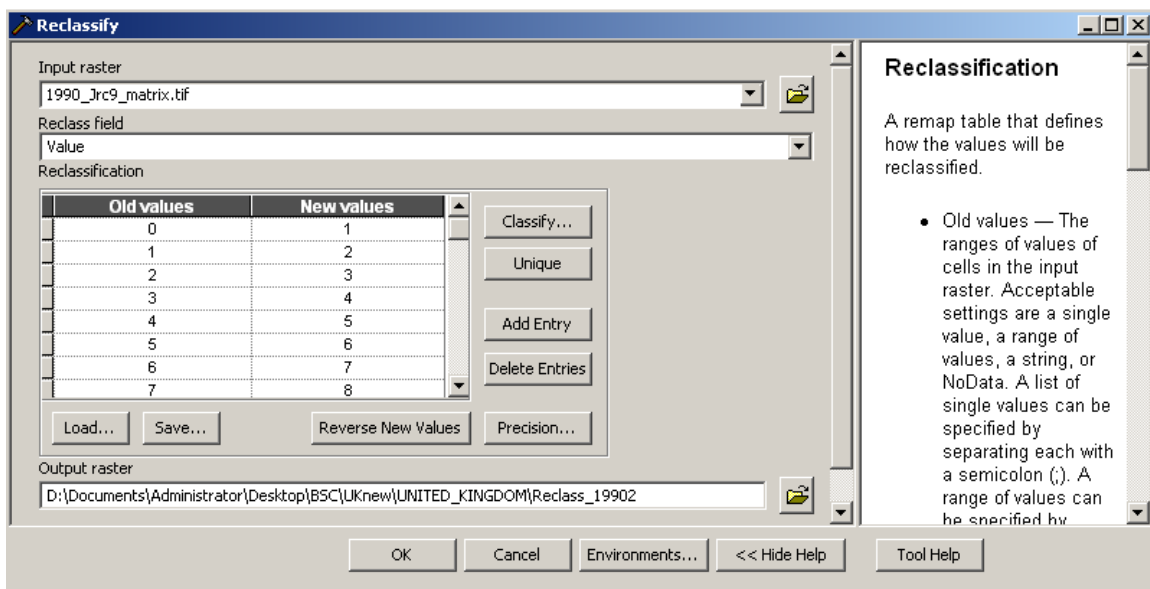 Reclassify
Input raster
1990_Jrc9_matrix.tif
Reclass field
Value
Reclassification
Old values New values
0 1
1 2
2 3
3 4
4 5
5 6
6 7
7 8
Classify...
Unique
Add Entry
Delete Entries
Load... Save... Reverse New Values Precision...
Output raster
D:\Documents\Administrator\Desktop\BSC\UKnew\UNITED_KINGDOM\Reclass_19902
OK Cancel Environments... << Hide Help Tool Help
Reclassification
A remap table that defines
how the values will be
reclassified.
• Old values — The
ranges of values of
cells in the input
raster. Acceptable
settings are a single
value, a range of
values, a string, or
NoData. A list of
single values can be
specified by
separating each with
a semicolon (;). A
range of values can
be specified by